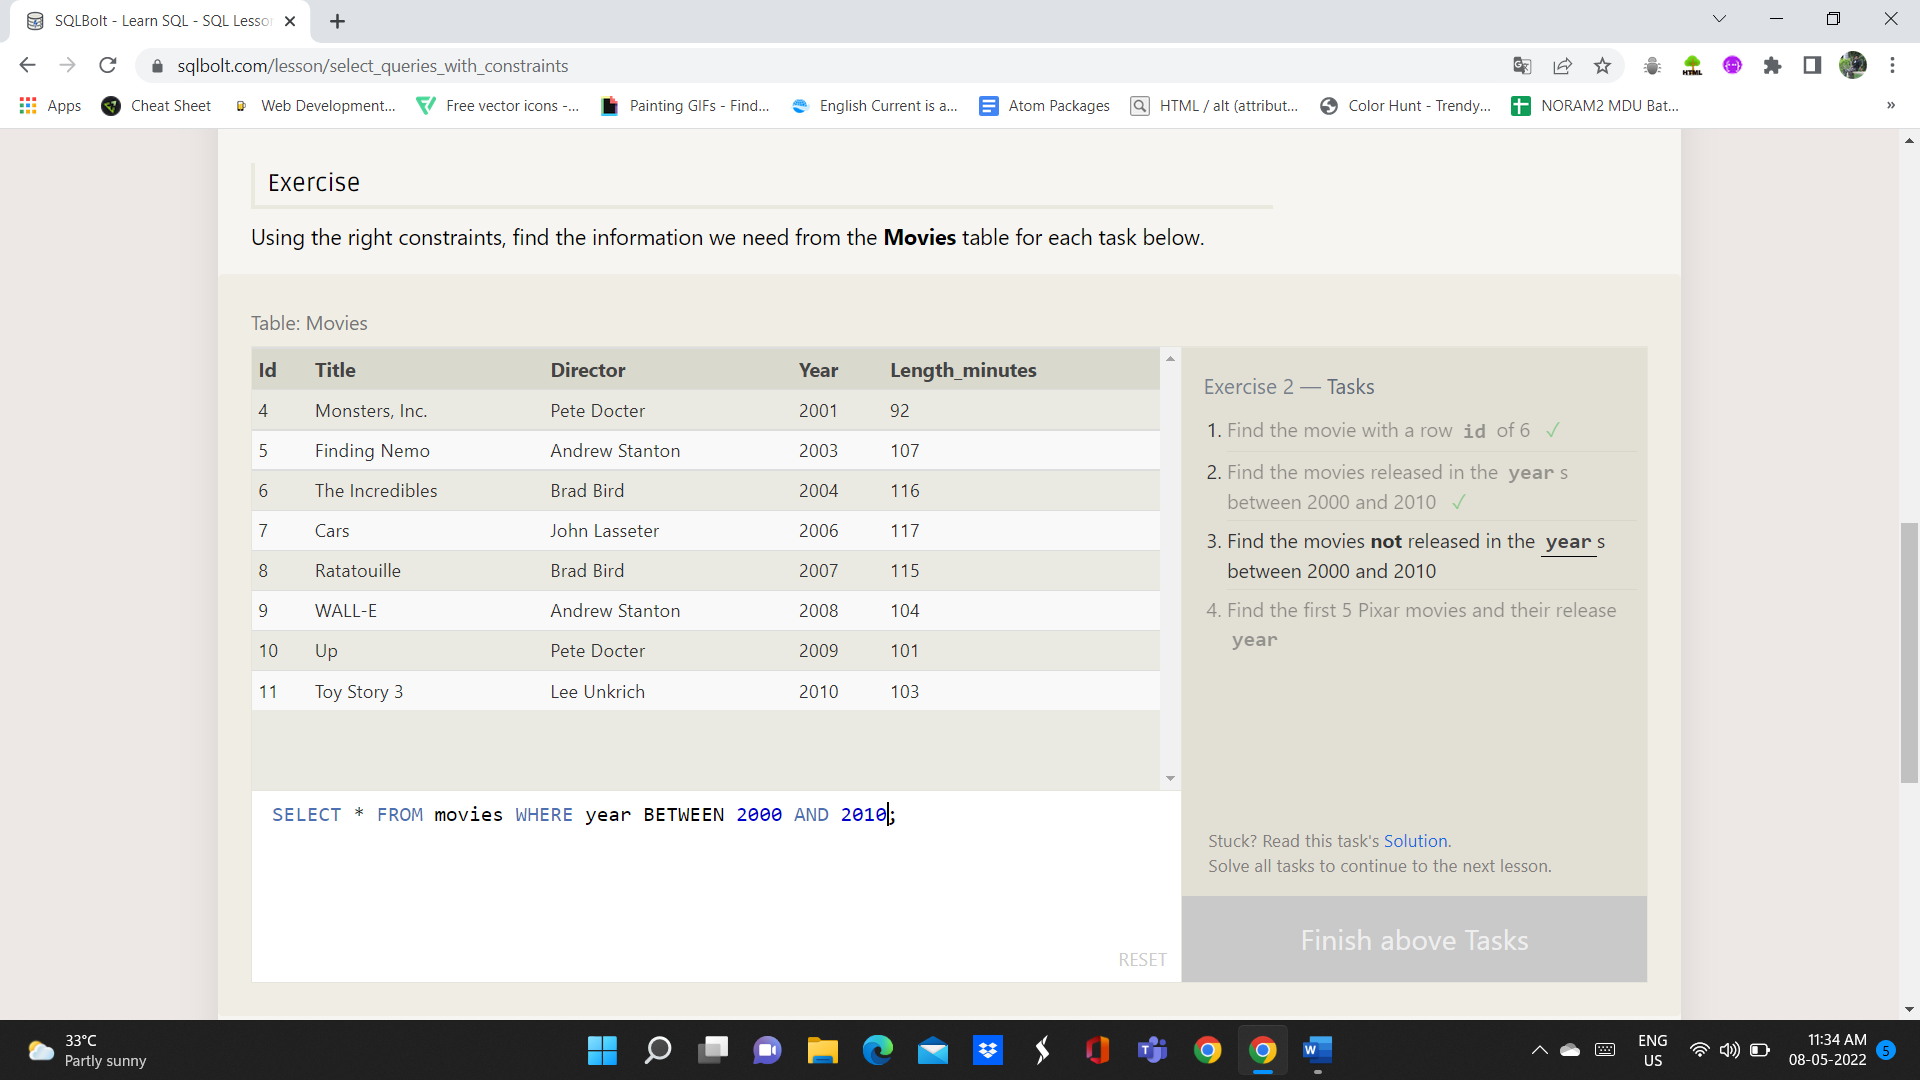 SQLBolt - Learn SQL - SQL Lesso
sqlbolt.com/lesson/select_queries_with_constraints
Apps
Cheat Sheet
Web Development...
Free vector icons -...
Painting GIFs - Find...
English Current is a...
Atom Packages
HTML / alt (attribut...
Color Hunt - Trendy...
NORAM2 MDU Bat...
»
Exercise
Using the right constraints, find the information we need from the Movies table for each task below.
Table: Movies
Id Title Director Year Length_minutes
4 Monsters, Inc. Pete Docter 2001 92
5 Finding Nemo Andrew Stanton 2003 107
6 The Incredibles Brad Bird 2004 116
7 Cars John Lasseter 2006 117
8 Ratatouille Brad Bird 2007 115
9 WALL-E Andrew Stanton 2008 104
10 Up Pete Docter 2009 101
11 Toy Story 3 Lee Unkrich 2010 103
SELECT * FROM movies WHERE year BETWEEN 2000 AND 2010;
RESET
Exercise 2 — Tasks
1. Find the movie with a row id of 6 ✓
2. Find the movies released in the year s
between 2000 and 2010 ✓
3. Find the movies not released in the year s
between 2000 and 2010
4. Find the first 5 Pixar movies and their release
year
Stuck? Read this task's Solution.
Solve all tasks to continue to the next lesson.
Finish above Tasks
33°C
Partly sunny
ENG
US
11:34 AM
08-05-2022
5